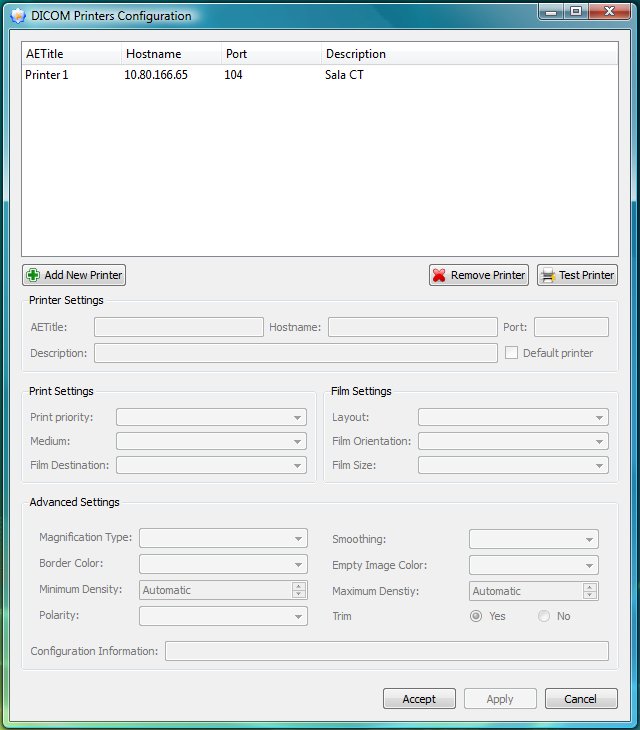 DICOM Printers Configuration
AETitle Hostname Port Description
Printer 1 10.80.166.65 104 Sala CT
Add New Printer Remove Printer Test Printer
Printer Settings
AETitle: Hostname: Port:
Description: Default printer
Print Settings Film Settings
Print priority: Layout:
Medium: Film Orientation:
Film Destination: Film Size:
Advanced Settings
Magnification Type: Smoothing:
Border Color: Empty Image Color:
Minimum Density: Automatic Maximum Denstiy: Automatic
Polarity: Trim Yes No
Configuration Information:
Accept Apply Cancel